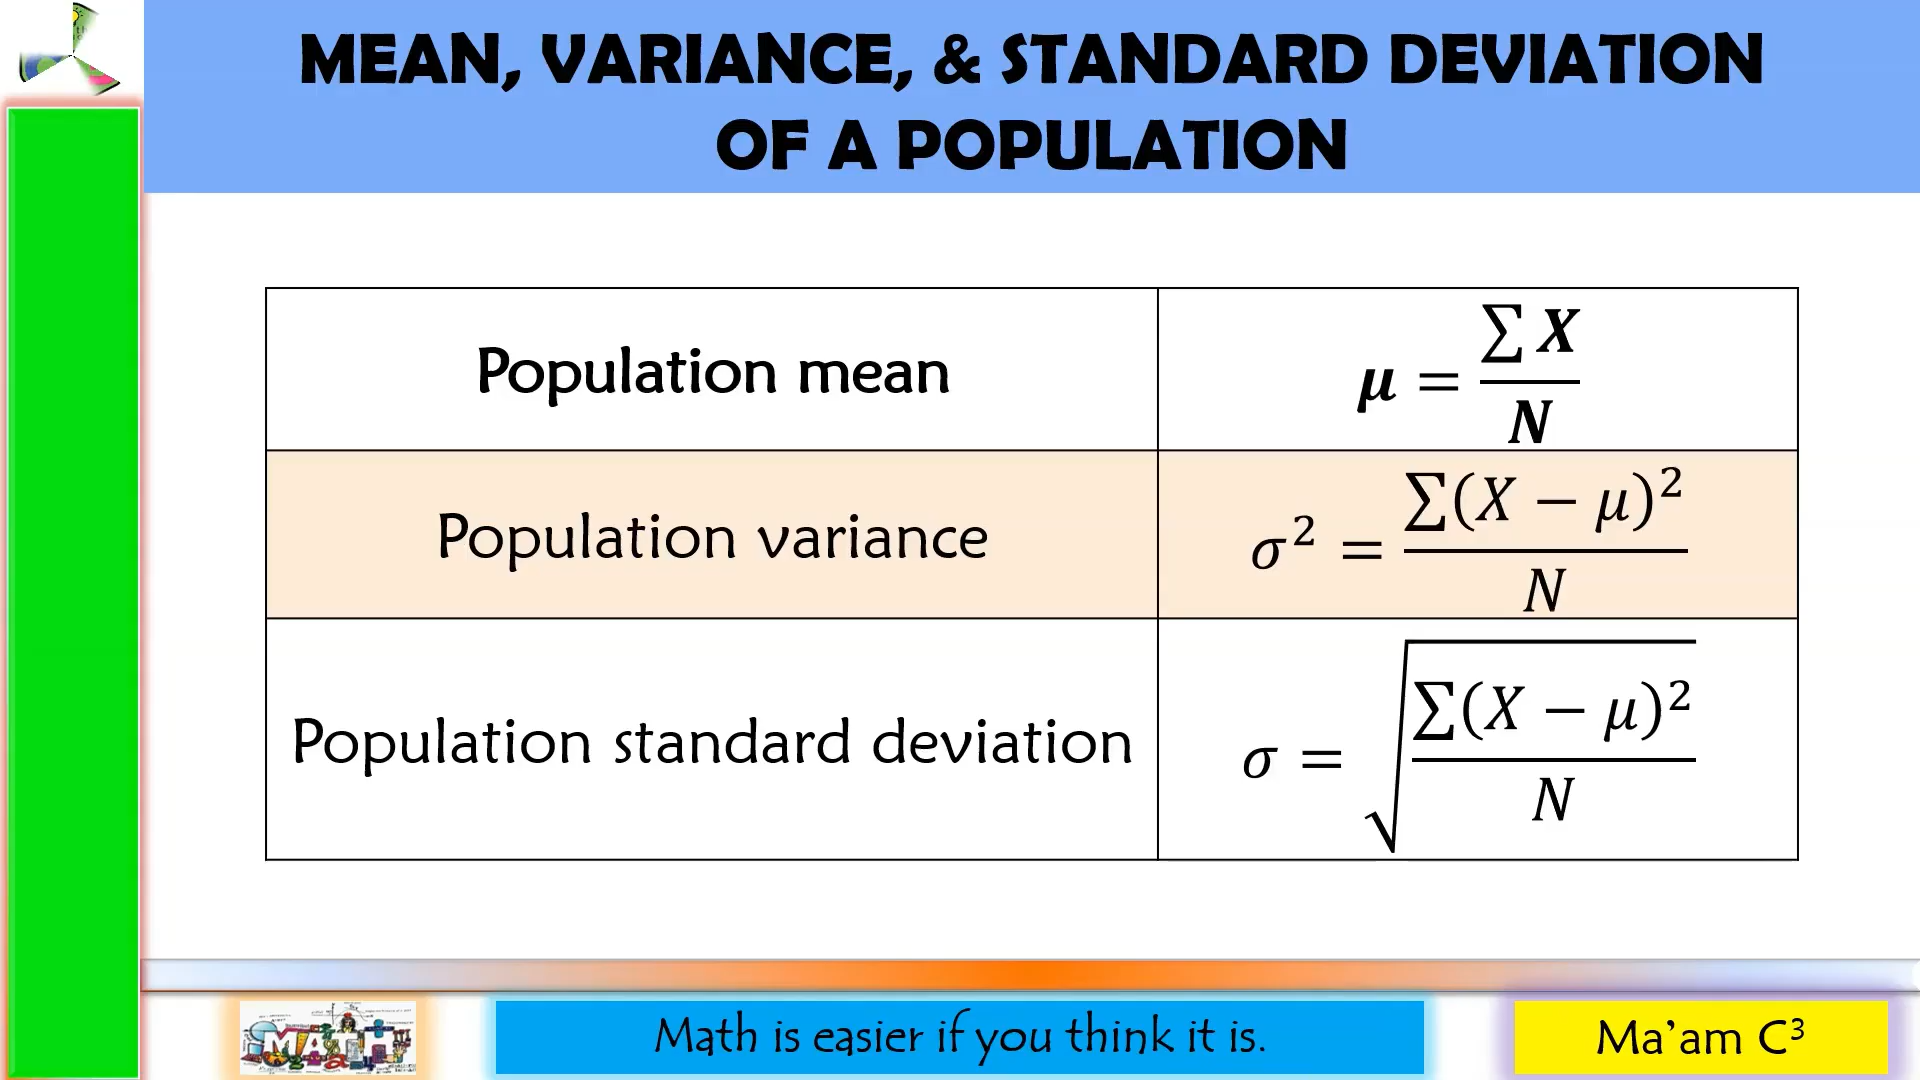 MEAN, VARIANCE, & STANDARD DEVIATION
OF A POPULATION
Population mean
μ = ∑ X / N
Population variance
σ² = ∑(X − μ)² / N
Population standard deviation
σ = √(∑(X − μ)² / N)
MATH
Math is easier if you think it is.
Ma’am C³